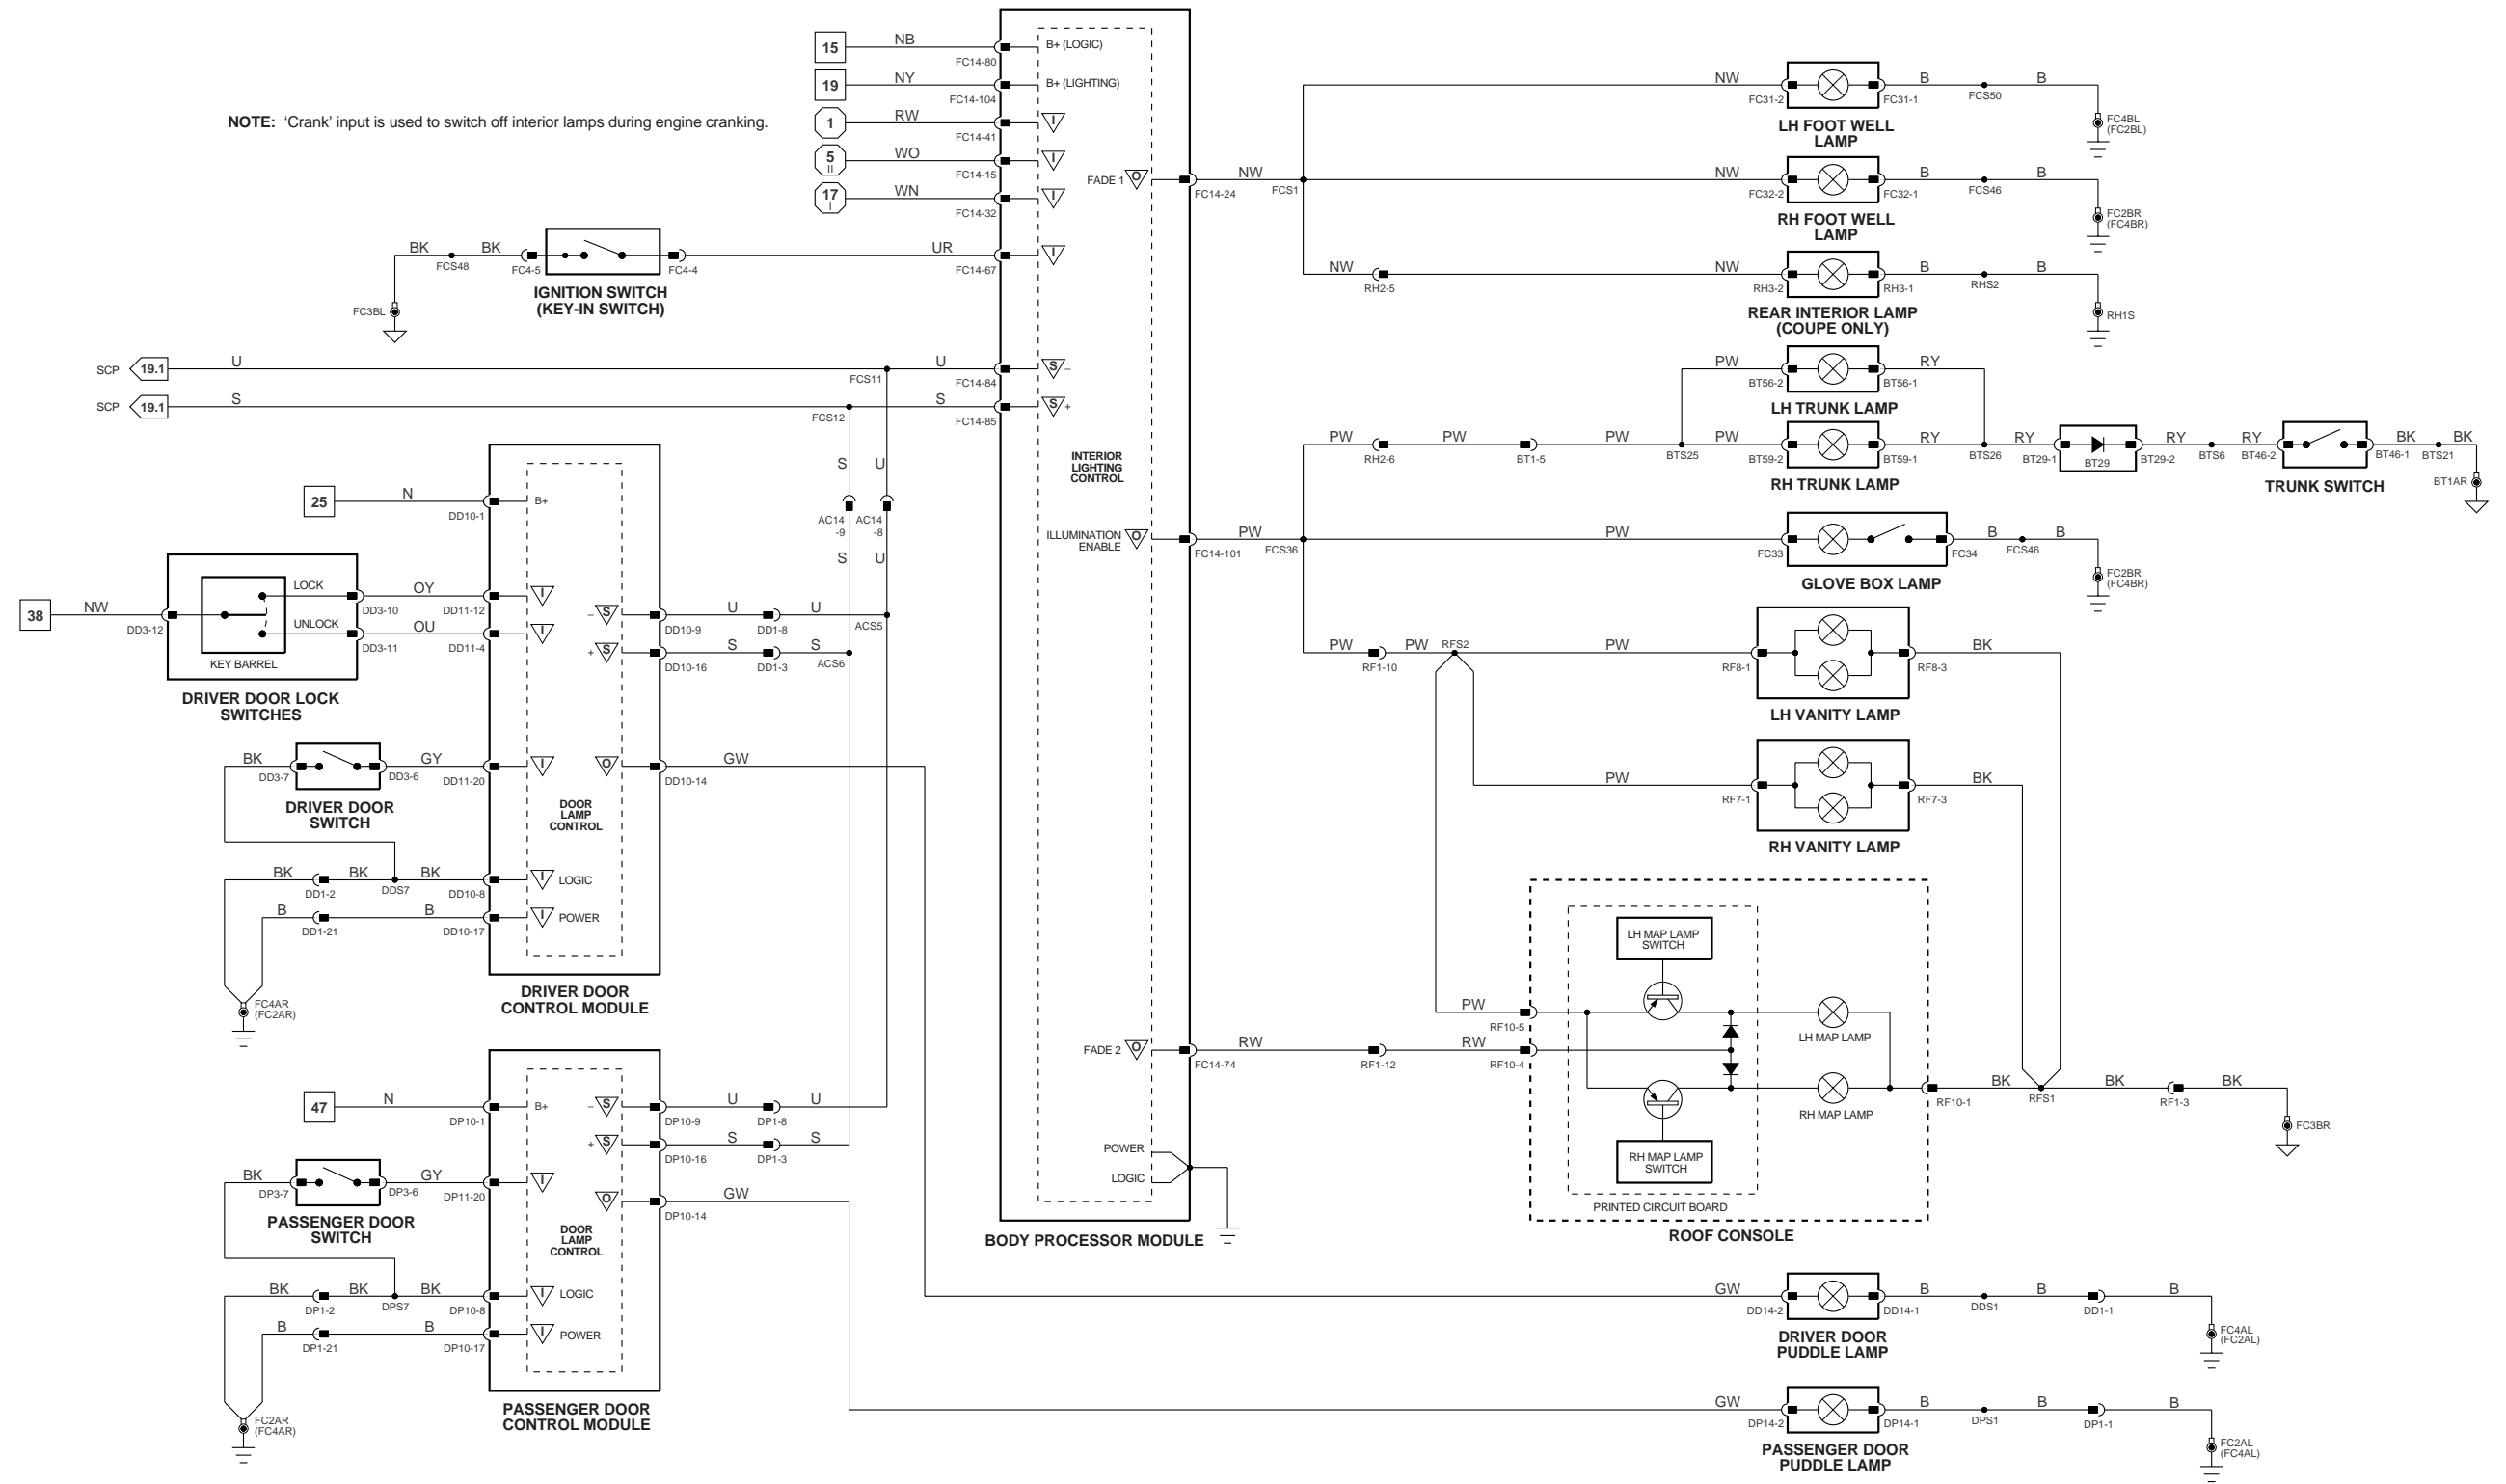 NOTE: ‘Crank’ input is used to switch off interior lamps during engine cranking.
15
NB
FC14-80
B+ (LOGIC)
19
NY
FC14-104
B+ (LIGHTING)
1
RW
FC14-41
I
5
II
WO
FC14-15
I
17
I
WN
FC14-32
I
BK
FCS48
BK
FC4-5
FC4-4
UR
FC14-67
I
IGNITION SWITCH
(KEY-IN SWITCH)
FC3BL
SCP
19.1
U
FCS11
U
FC14-84
S
–
SCP
19.1
S
FCS12
S
FC14-85
S
+
S
U
AC14
-9
AC14
-8
S
U
INTERIOR
LIGHTING
CONTROL
FADE 1
O
FC14-24
NW
FCS1
NW
FC31-2
FC31-1
B
FCS50
B
FC4BL
(FC2BL)
LH FOOT WELL
LAMP
NW
FC32-2
FC32-1
B
FCS46
B
FC2BR
(FC4BR)
RH FOOT WELL
LAMP
NW
RH2-5
NW
RH3-2
RH3-1
B
RHS2
B
RH1S
REAR INTERIOR LAMP
(COUPE ONLY)
PW
BT56-2
BT56-1
RY
LH TRUNK LAMP
PW
RH2-6
PW
BT1-5
PW
BTS25
PW
BT59-2
BT59-1
RY
BTS26
RY
BT29-1
BT29
BT29-2
RY
BTS6
RY
BT46-2
BT46-1
BK
BTS21
BK
BT1AR
RH TRUNK LAMP
TRUNK SWITCH
ILLUMINATION
ENABLE
O
FC14-101
PW
FCS36
PW
FC33
FC34
B
FCS46
B
FC2BR
(FC4BR)
GLOVE BOX LAMP
PW
RF1-10
PW
RFS2
PW
RF8-1
RF8-3
BK
LH VANITY LAMP
PW
RF7-1
RF7-3
BK
RH VANITY LAMP
LH MAP LAMP
SWITCH
PW
RF10-5
LH MAP LAMP
FADE 2
O
FC14-74
RW
RF1-12
RW
RF10-4
RH MAP LAMP
RF10-1
BK
RFS1
BK
RF1-3
BK
FC3BR
RH MAP LAMP
SWITCH
PRINTED CIRCUIT BOARD
ROOF CONSOLE
POWER
LOGIC
BODY PROCESSOR MODULE
25
N
DD10-1
B+
38
NW
DD3-12
LOCK
UNLOCK
KEY BARREL
DD3-10
OY
DD11-12
I
DD3-11
OU
DD11-4
I
DRIVER DOOR LOCK
SWITCHES
–
S
DD10-9
U
DD1-8
U
ACS5
+
S
DD10-16
S
DD1-3
S
ACS6
BK
DD3-7
DD3-6
GY
DD11-20
I
O
DD10-14
GW
DRIVER DOOR
SWITCH
DOOR
LAMP
CONTROL
BK
DD1-2
BK
DDS7
BK
DD10-8
I
LOGIC
B
DD1-21
B
DD10-17
I
POWER
FC4AR
(FC2AR)
DRIVER DOOR
CONTROL MODULE
47
N
DP10-1
B+
–
S
DP10-9
U
DP1-8
U
+
S
DP10-16
S
DP1-3
S
BK
DP3-7
DP3-6
GY
DP11-20
I
O
DP10-14
GW
PASSENGER DOOR
SWITCH
DOOR
LAMP
CONTROL
BK
DP1-2
BK
DPS7
BK
DP10-8
I
LOGIC
B
DP1-21
B
DP10-17
I
POWER
FC2AR
(FC4AR)
PASSENGER DOOR
CONTROL MODULE
GW
DD14-2
DD14-1
B
DDS1
B
DD1-1
B
FC4AL
(FC2AL)
DRIVER DOOR
PUDDLE LAMP
GW
DP14-2
DP14-1
B
DPS1
B
DP1-1
B
FC2AL
(FC4AL)
PASSENGER DOOR
PUDDLE LAMP